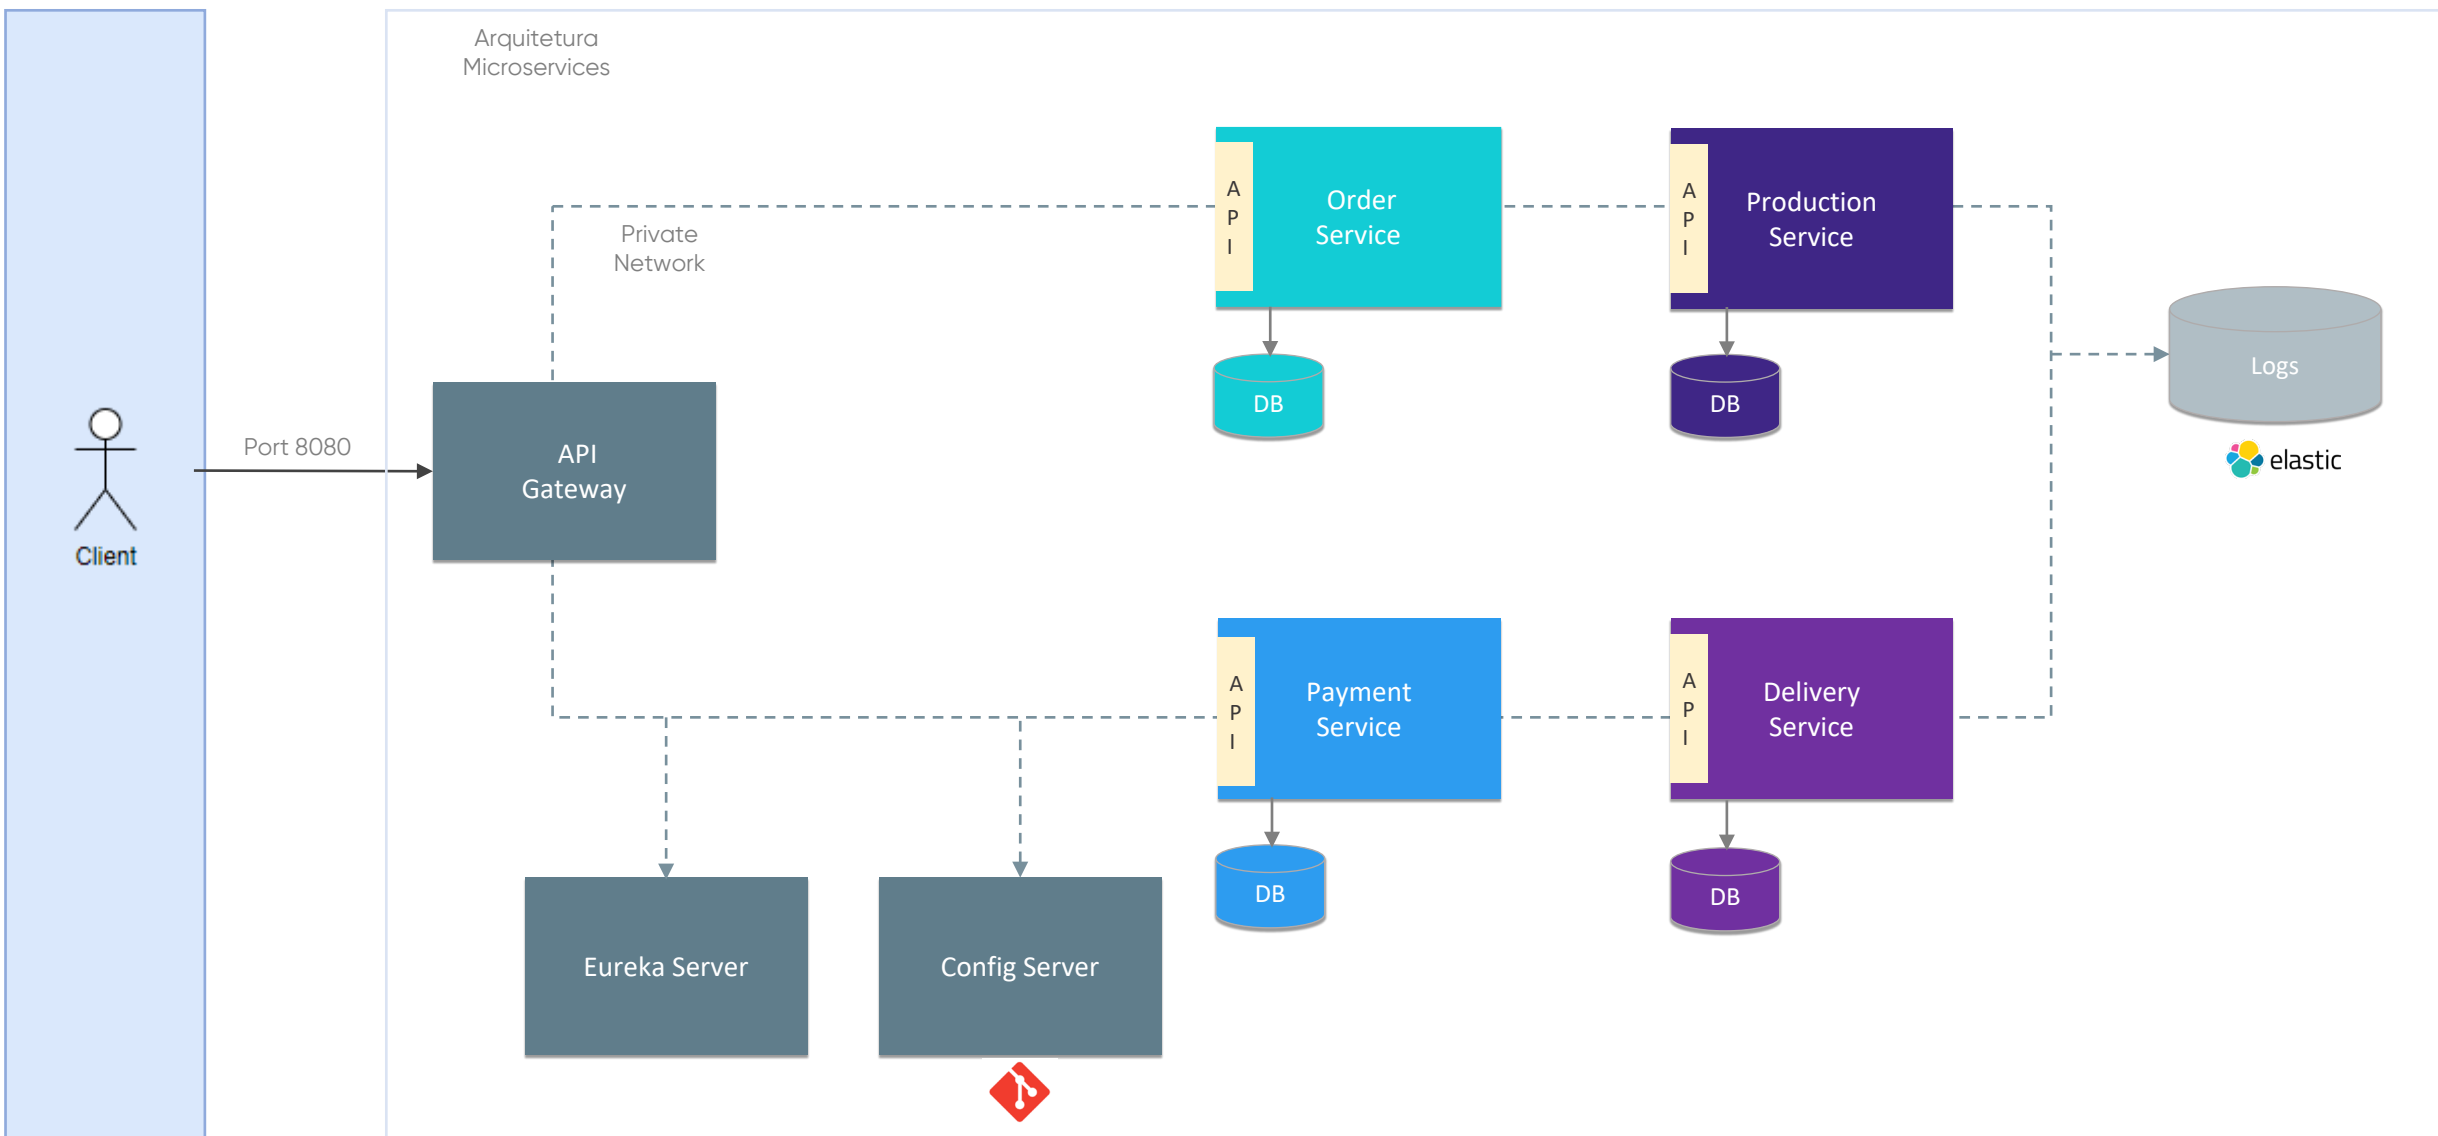 Arquitetura
Microservices
Private
Network
Port 8080
Client
API
Gateway
A
P
I
Order
Service
DB
A
P
I
Production
Service
DB
Logs
elastic
A
P
I
Payment
Service
DB
A
P
I
Delivery
Service
DB
Eureka Server
Config Server